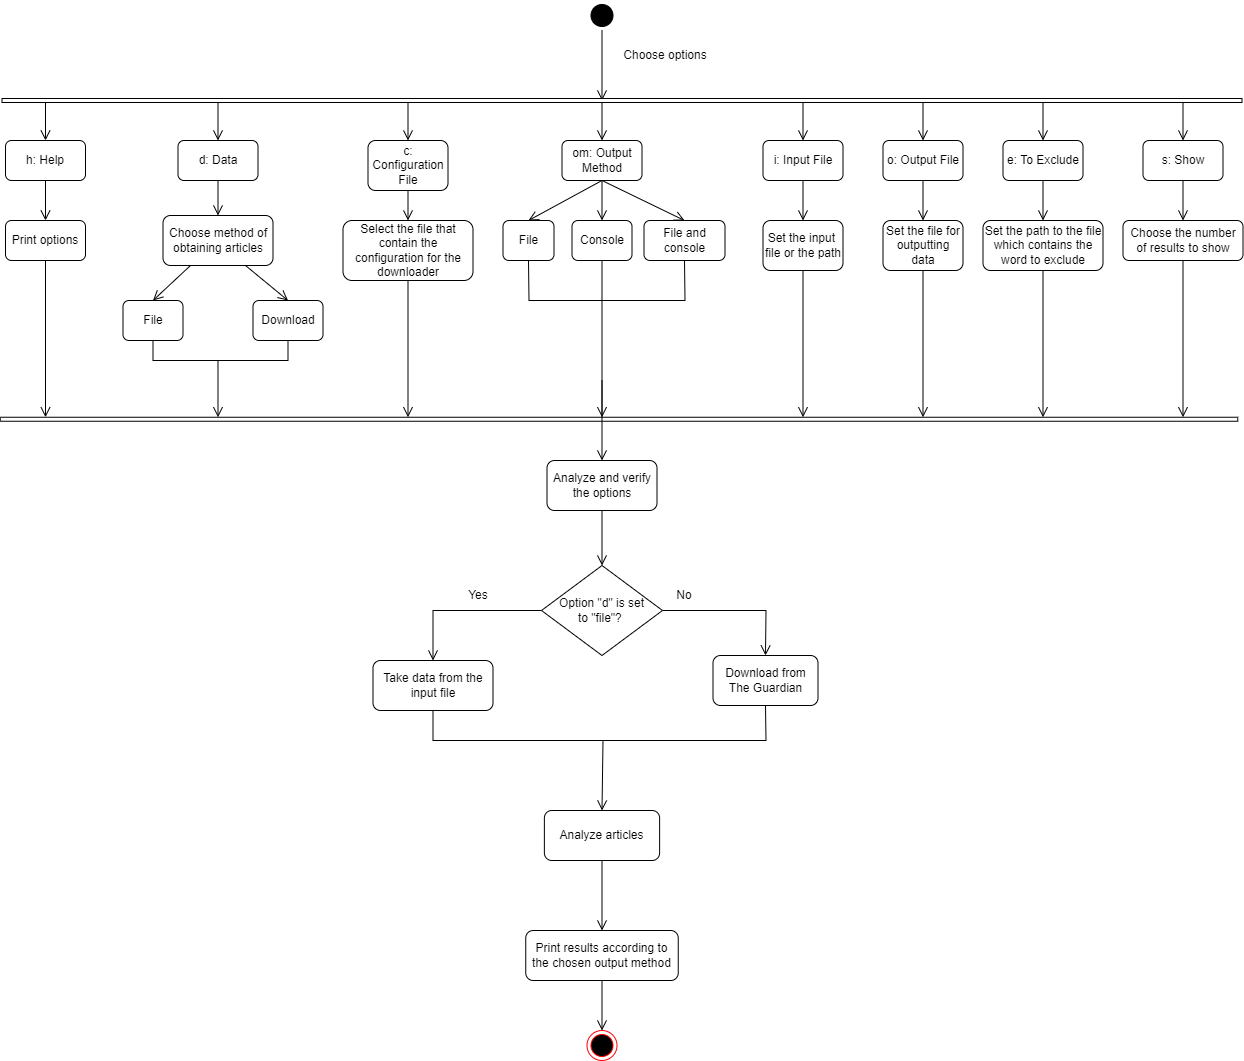 Choose options
h: Help
d: Data
c:
Configuration
File
om: Output
Method
i: Input File
o: Output File
e: To Exclude
s: Show
Print options
Choose method of
obtaining articles
Select the file that
contain the
configuration for the
downloader
File
Console
File and
console
Set the input
file or the path
Set the file for
outputting
data
Set the path to the file
which contains the
word to exclude
Choose the number
of results to show
File
Download
Analyze and verify
the options
Option "d" is set
to "file"?
Yes
No
Take data from the
input file
Download from
The Guardian
Analyze articles
Print results according to
the chosen output method